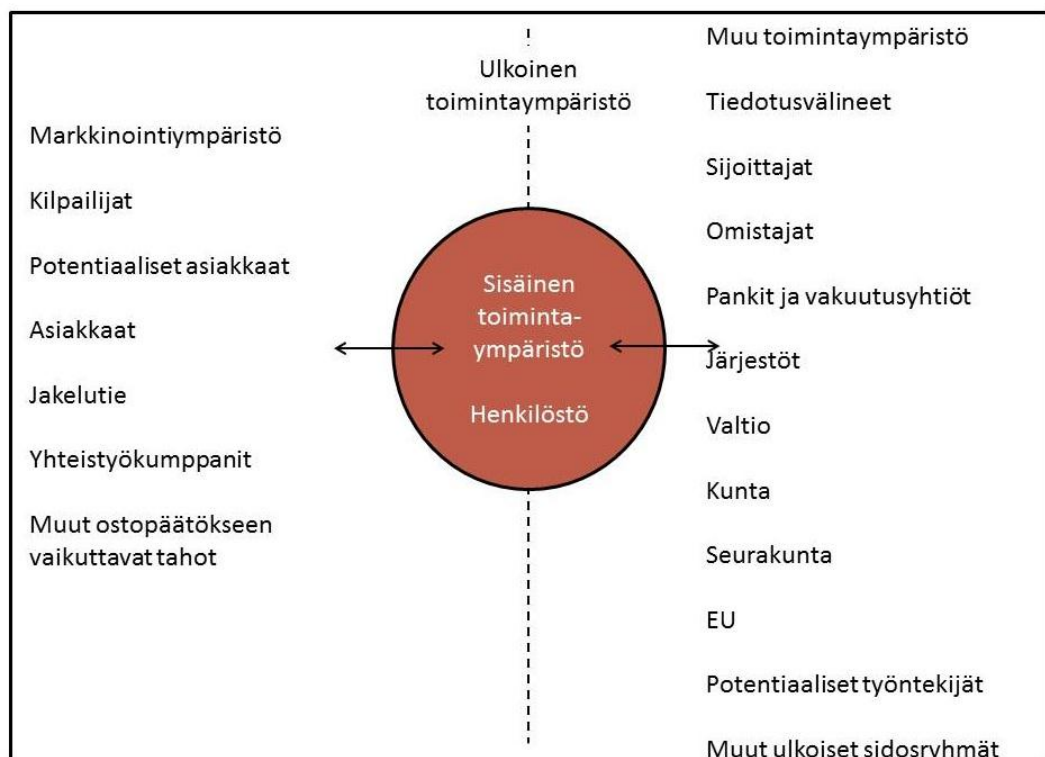 Ulkoinen
toimintaympäristö
Markkinointiympäristö
Kilpailijat
Potentiaaliset asiakkaat
Asiakkaat
Jakelutie
Yhteistyökumppanit
Muut ostopäätökseen
vaikuttavat tahot
Sisäinen
toiminta-
ympäristö
Henkilöstö
Muu toimintaympäristö
Tiedotusvälineet
Sijoittajat
Omistajat
Pankit ja vakuutusyhtiöt
Järjestöt
Valtio
Kunta
Seurakunta
EU
Potentiaaliset työntekijät
Muut ulkoiset sidosryhmät